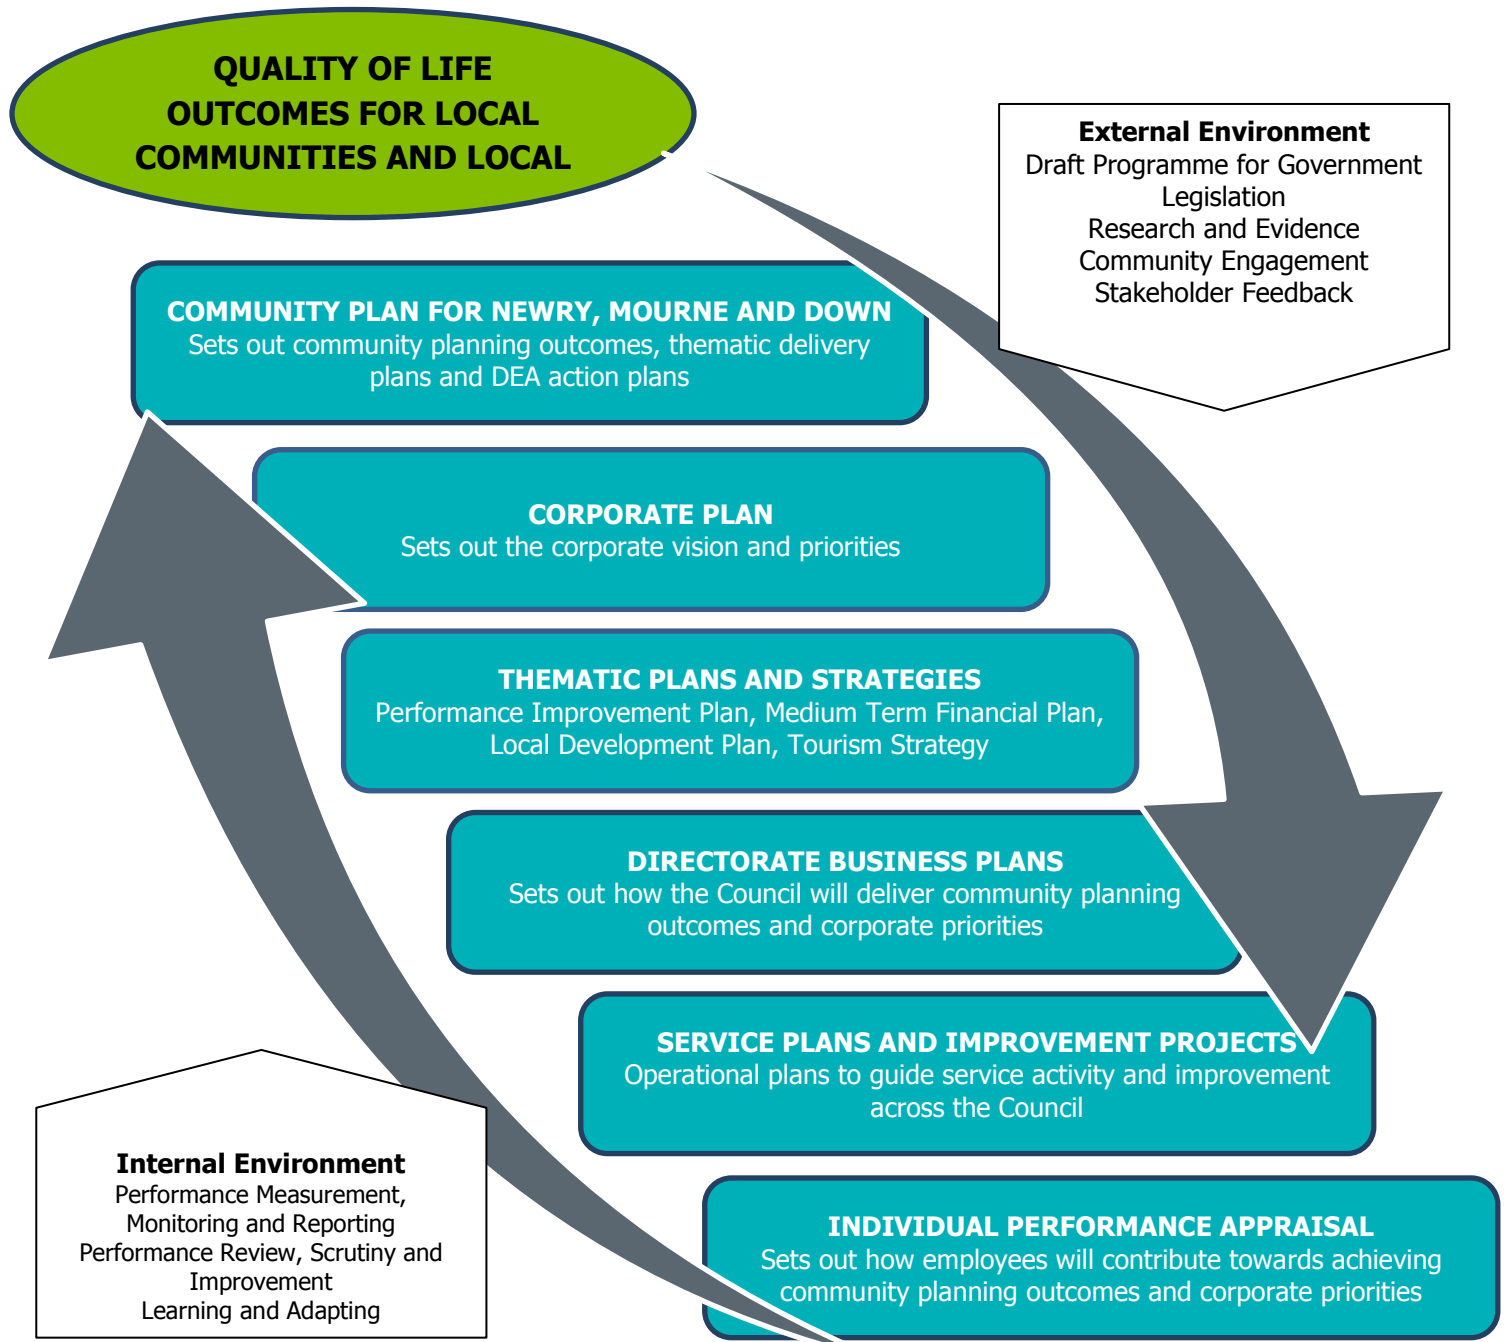 QUALITY OF LIFE
OUTCOMES FOR LOCAL
COMMUNITIES AND LOCAL
External Environment
Draft Programme for Government
Legislation
Research and Evidence
Community Engagement
Stakeholder Feedback
COMMUNITY PLAN FOR NEWRY, MOURNE AND DOWN
Sets out community planning outcomes, thematic delivery
plans and DEA action plans
CORPORATE PLAN
Sets out the corporate vision and priorities
THEMATIC PLANS AND STRATEGIES
Performance Improvement Plan, Medium Term Financial Plan,
Local Development Plan, Tourism Strategy
DIRECTORATE BUSINESS PLANS
Sets out how the Council will deliver community planning
outcomes and corporate priorities
SERVICE PLANS AND IMPROVEMENT PROJECTS
Operational plans to guide service activity and improvement
across the Council
Internal Environment
Performance Measurement,
Monitoring and Reporting
Performance Review, Scrutiny and
Improvement
Learning and Adapting
INDIVIDUAL PERFORMANCE APPRAISAL
Sets out how employees will contribute towards achieving
community planning outcomes and corporate priorities